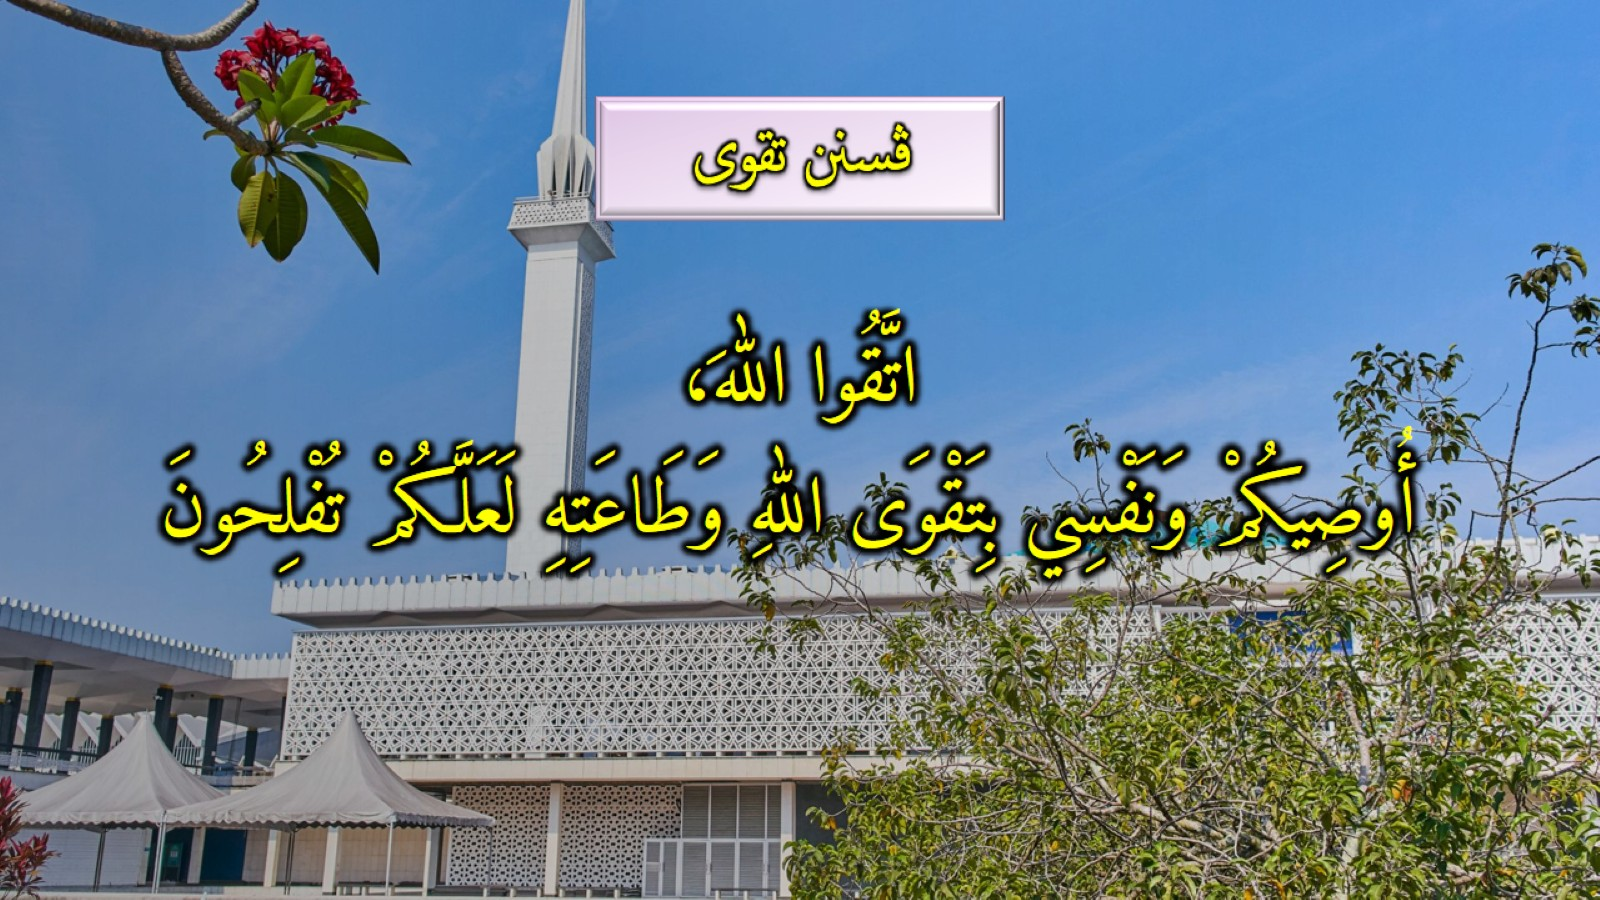 ڤسنن تقوى
اتَّقُوا اللهَ،
أُوصِيكُمْ وَنَفْسِي بِتَقْوَى اللهِ وَطَاعَتِهِ لَعَلَّكُمْ تُفْلِحُونَ